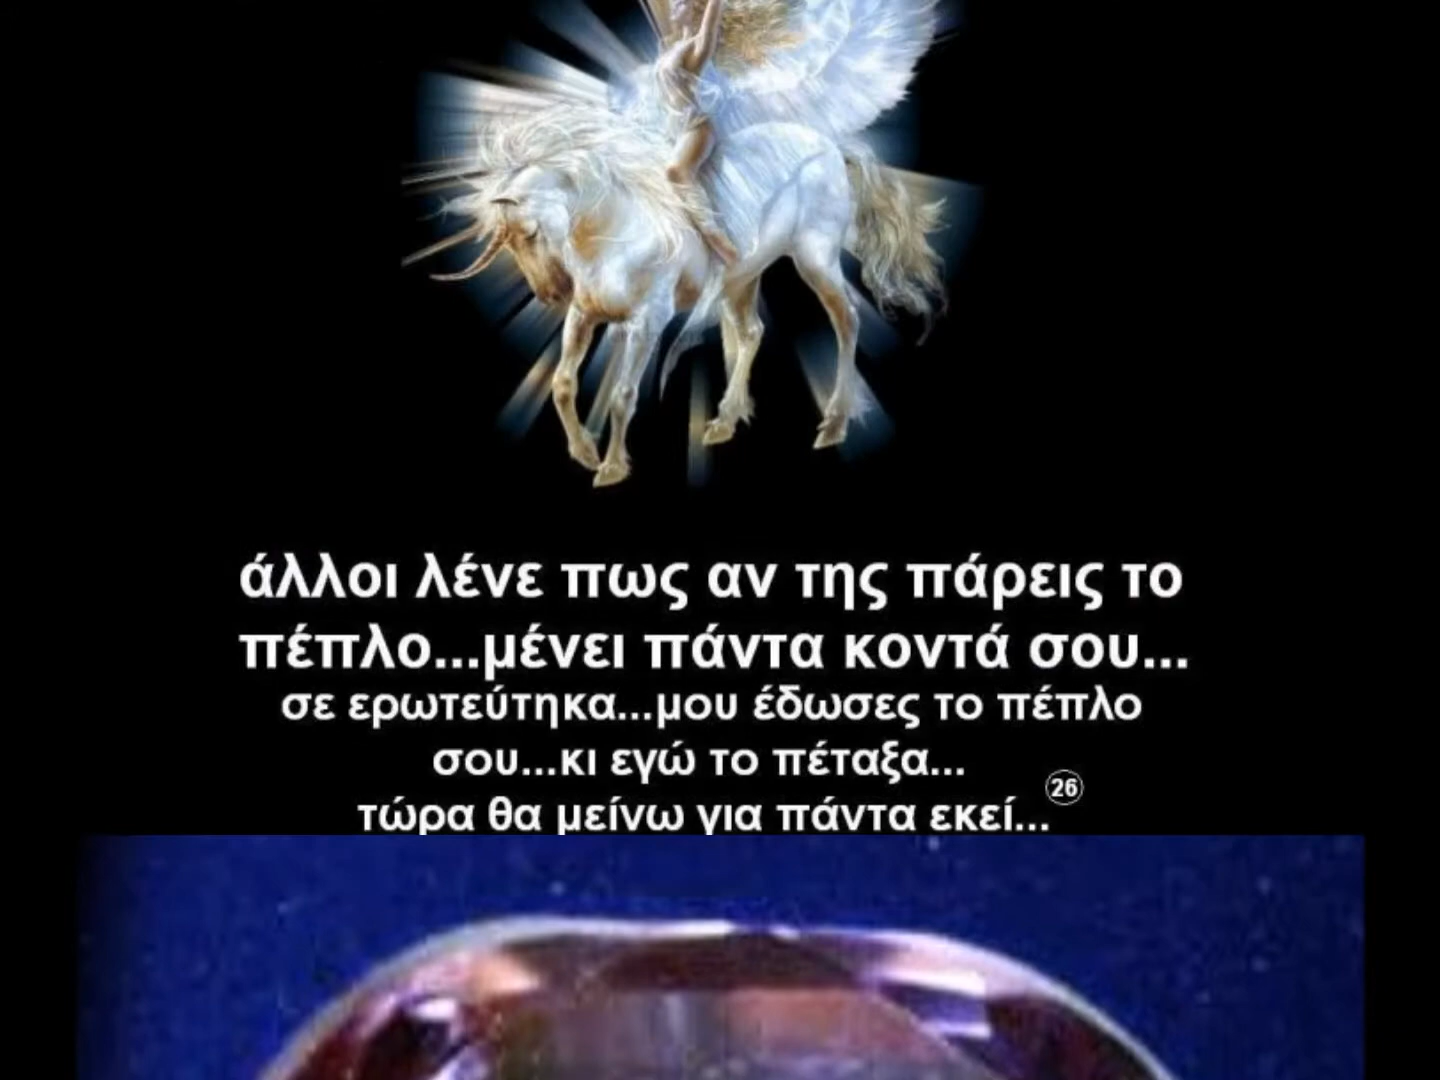 άλλοι λένε πως αν της πάρεις το
πέπλο...μένει πάντα κοντά σου...
σε ερωτεύτηκα...μου έδωσες το πέπλο
σου...κι εγώ το πέταξα...
26
τώρα θα μείνω για πάντα εκεί...